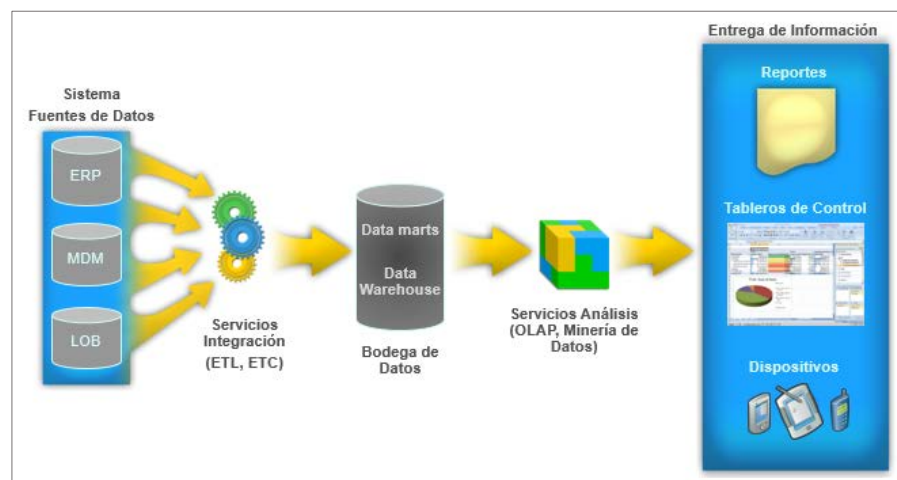 Sistema
Fuentes de Datos
ERP
MDM
LOB
Servicios
Integración
(ETL, ETC)
Data marts
Data
Warehouse
Bodega de
Datos
Servicios Análisis
(OLAP, Minería de
Datos)
Entrega de Información
Reportes
Tableros de Control
Dispositivos